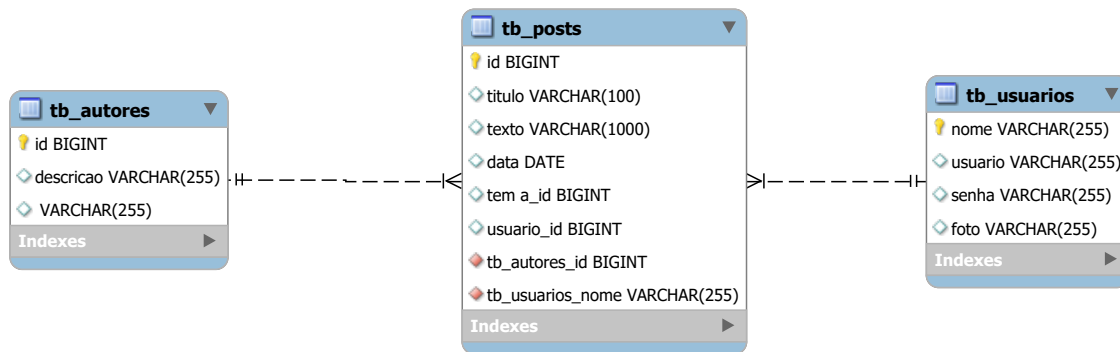 tb_autores
id BIGINT
descricao VARCHAR(255)
VARCHAR(255)
Indexes
tb_posts
id BIGINT
titulo VARCHAR(100)
texto VARCHAR(1000)
data DATE
tem a_id BIGINT
usuario_id BIGINT
tb_autores_id BIGINT
tb_usuarios_nome VARCHAR(255)
Indexes
tb_usuarios
nome VARCHAR(255)
usuario VARCHAR(255)
senha VARCHAR(255)
foto VARCHAR(255)
Indexes